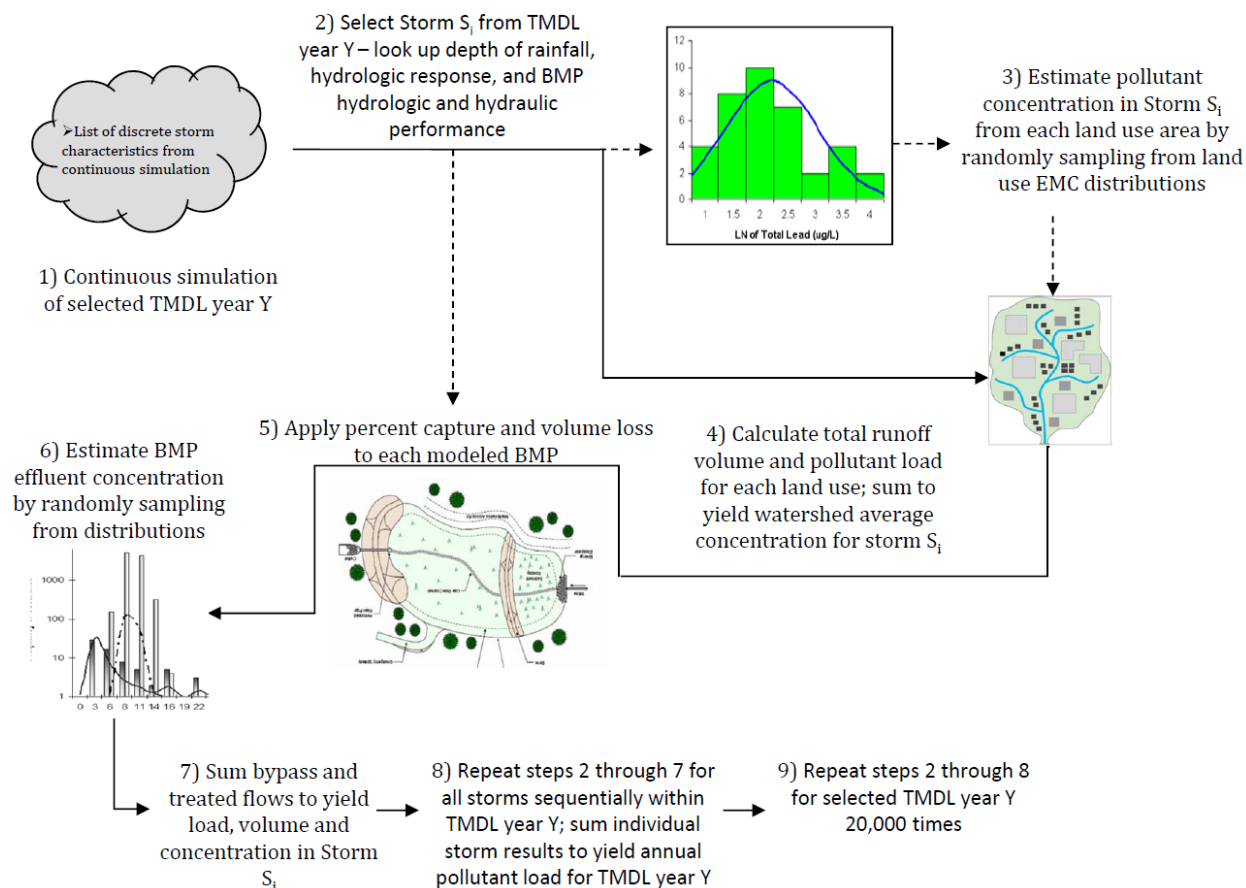 2) Select Storm Si from TMDL
year Y – look up depth of rainfall,
hydrologic response, and BMP
hydrologic and hydraulic
performance
➢List of discrete storm
characteristics from
continuous simulation
1) Continuous simulation
of selected TMDL year Y
12
10
8
6
4
2
0
1 1.5 2 2.5 3 3.5 4
LN of Total Lead (ug/L)
3) Estimate pollutant
concentration in Storm Si
from each land use area by
randomly sampling from land
use EMC distributions
4) Calculate total runoff
volume and pollutant load
for each land use; sum to
yield watershed average
concentration for storm Si
5) Apply percent capture and volume loss
to each modeled BMP
6) Estimate BMP
effluent concentration
by randomly sampling
from distributions
1000
100
10
1
0 3 6 8 11 14 16 19 22
7) Sum bypass and
treated flows to yield
load, volume and
concentration in Storm
Si
8) Repeat steps 2 through 7 for
all storms sequentially within
TMDL year Y; sum individual
storm results to yield annual
pollutant load for TMDL year Y
9) Repeat steps 2 through 8
for selected TMDL year Y
20,000 times